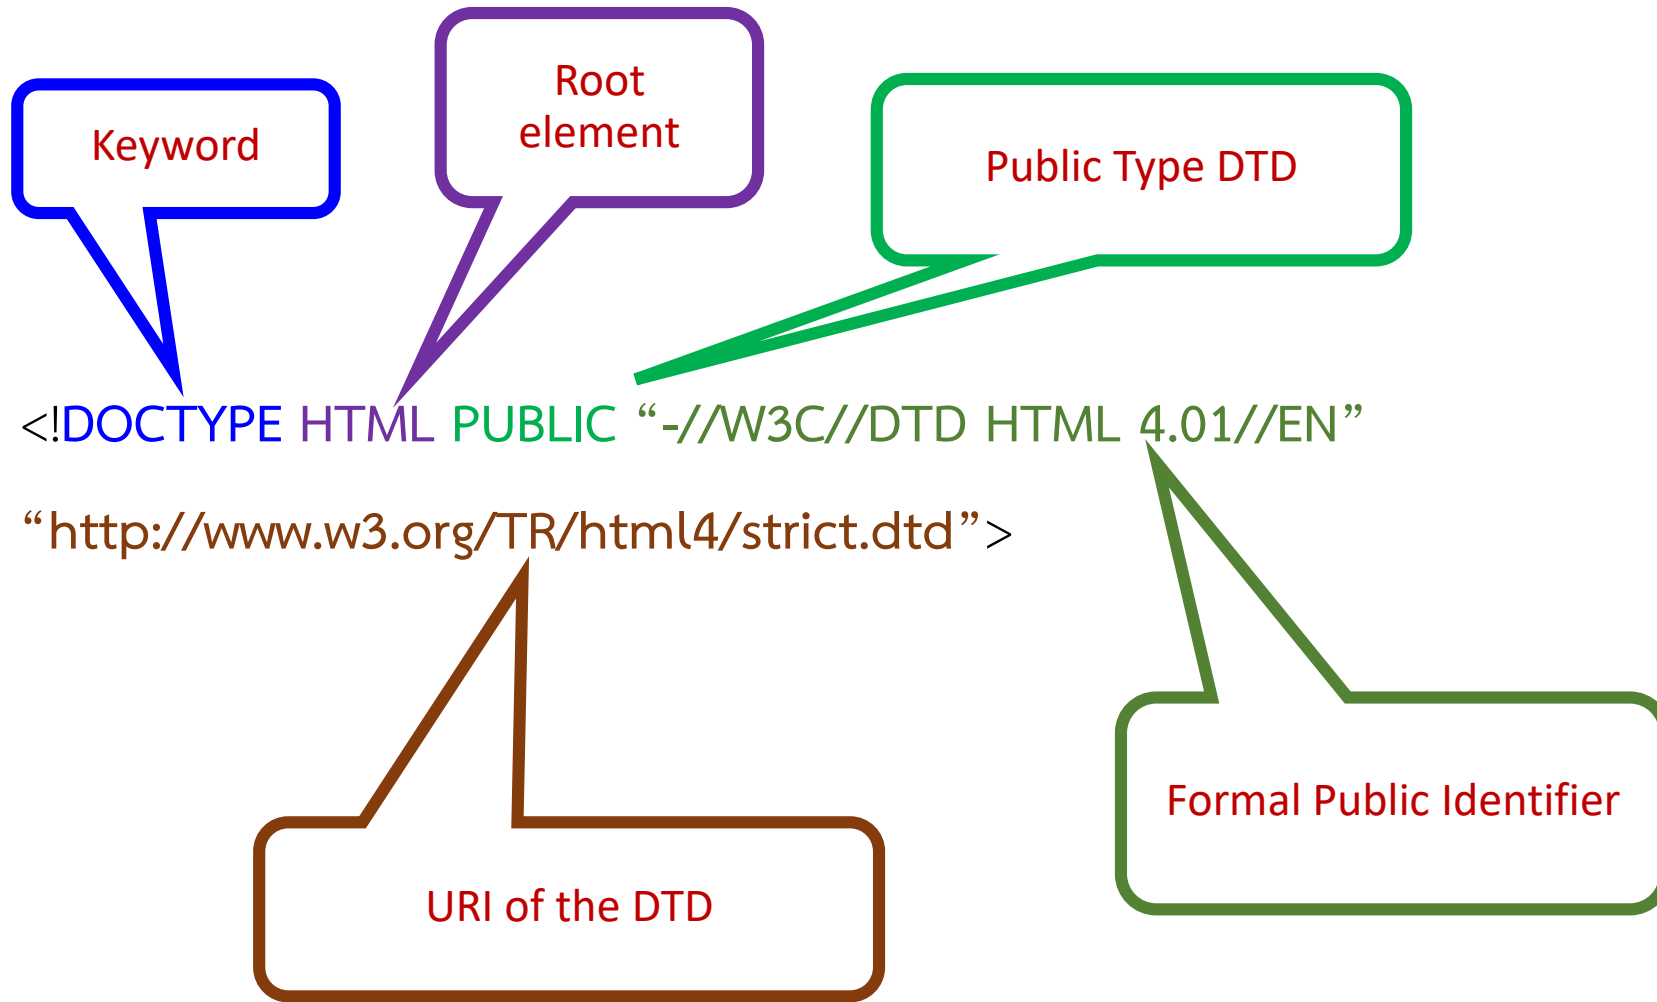 Root
element
Keyword
Public Type DTD
<!DOCTYPE HTML PUBLIC “-//W3C//DTD HTML 4.01//EN”
“http://www.w3.org/TR/html4/strict.dtd”>
Formal Public Identifier
URI of the DTD